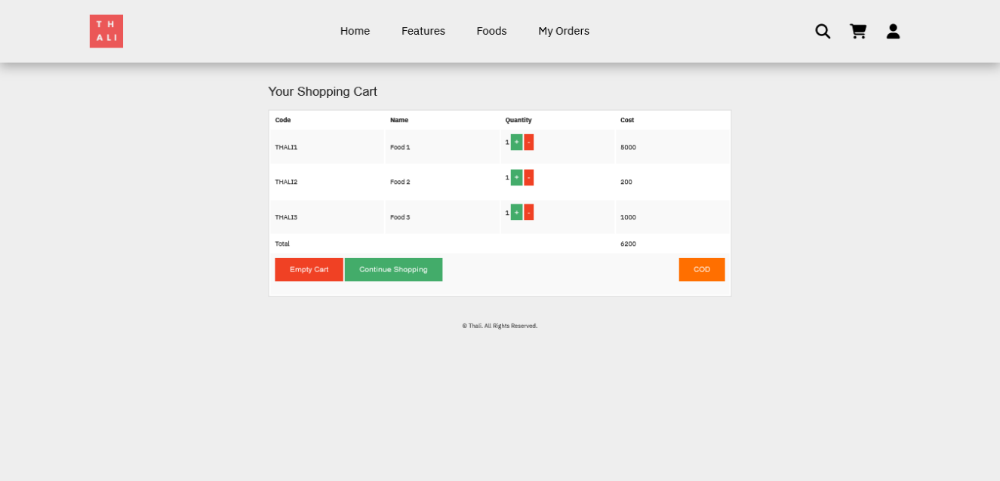 T H
A L I
Home Features Foods My Orders
Your Shopping Cart
Code Name Quantity Cost
THALI1 Food 1 1 + - 5000
THALI2 Food 2 1 + - 200
THALI3 Food 3 1 + - 1000
Total 6200
Empty Cart Continue Shopping COD
© Thali. All Rights Reserved.